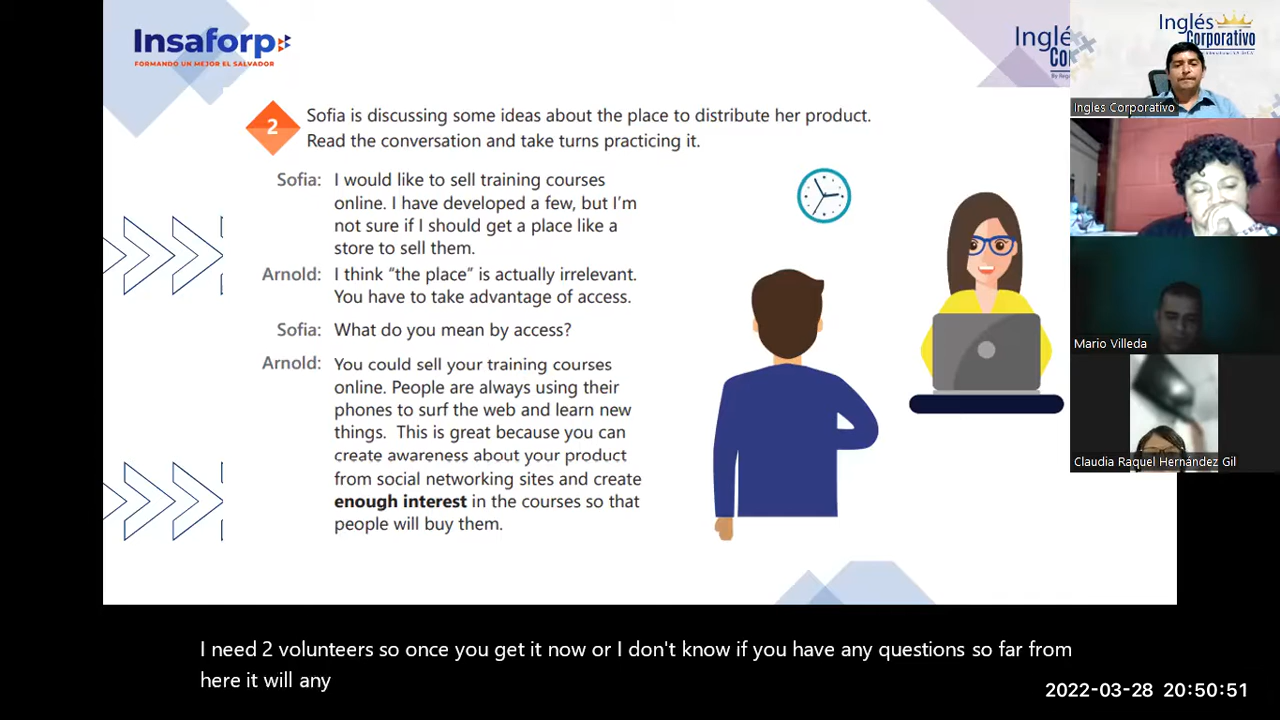 Insaforp
FORMANDO UN MEJOR EL SALVADOR
Inglés
Corporativo
Ingles Corporativo
2
Sofia is discussing some ideas about the place to distribute her product.
Read the conversation and take turns practicing it.
Sofia: I would like to sell training courses
online. I have developed a few, but I'm
not sure if I should get a place like a
store to sell them.
Arnold: I think “the place” is actually irrelevant.
You have to take advantage of access.
Sofia: What do you mean by access?
Arnold: You could sell your training courses
online. People are always using their
phones to surf the web and learn new
things. This is great because you can
create awareness about your product
from social networking sites and create
enough interest in the courses so that
people will buy them.
Mario Villeda
Claudia Raquel Hernández Gil
I need 2 volunteers so once you get it now or I don't know if you have any questions so far from
here it will any
2022-03-28 20:50:51